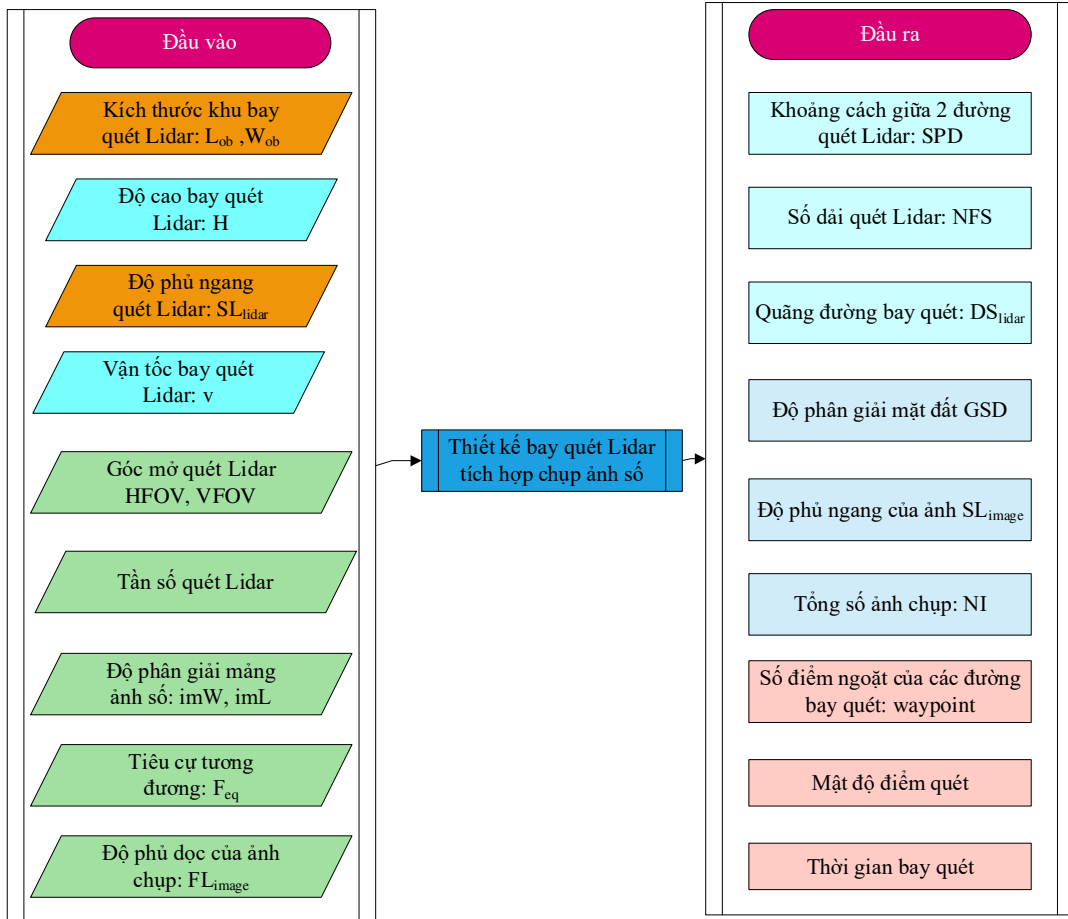 Đầu vào
Kích thước khu bay
quét Lidar: Lob ,Wob
Độ cao bay quét
Lidar: H
Độ phủ ngang
quét Lidar: SLlidar
Vận tốc bay quét
Lidar: v
Góc mở quét Lidar
HFOV, VFOV
Tần số quét Lidar
Độ phân giải mảng
ảnh số: imW, imL
Tiêu cự tương
đương: Feq
Độ phủ dọc của ảnh
chụp: FLimage
Thiết kế bay quét Lidar
tích hợp chụp ảnh số
Đầu ra
Khoảng cách giữa 2 đường
quét Lidar: SPD
Số dải quét Lidar: NFS
Quãng đường bay quét: DSlidar
Độ phân giải mặt đất GSD
Độ phủ ngang của ảnh SLimage
Tổng số ảnh chụp: NI
Số điểm ngoặt của các đường
bay quét: waypoint
Mật độ điểm quét
Thời gian bay quét